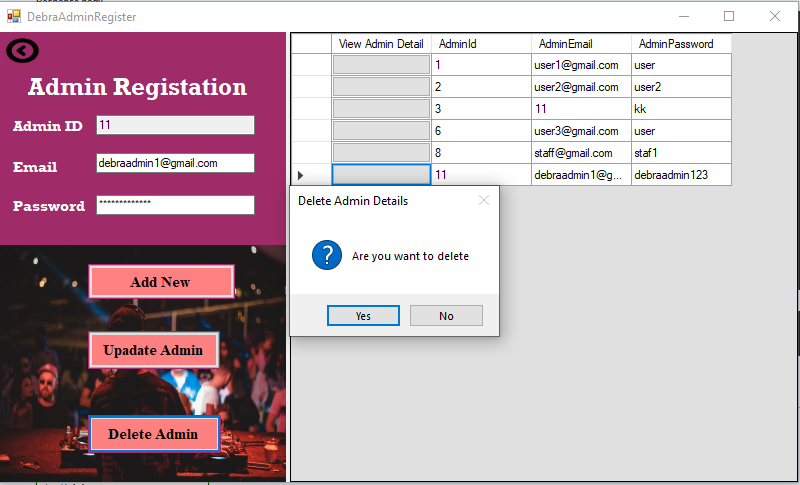 DebraAdminRegister
Admin Registation
Admin ID 11
Email debraadmin1@gmail.com
Password *************
Add New
Upadate Admin
Delete Admin
View Admin Detail AdminId AdminEmail AdminPassword
1 user1@gmail.com user
2 user2@gmail.com user2
3 11 kk
6 user3@gmail.com user
8 staff@gmail.com staf1
11 debraadmin1@g... debraadmin123
Delete Admin Details
? Are you want to delete
Yes No